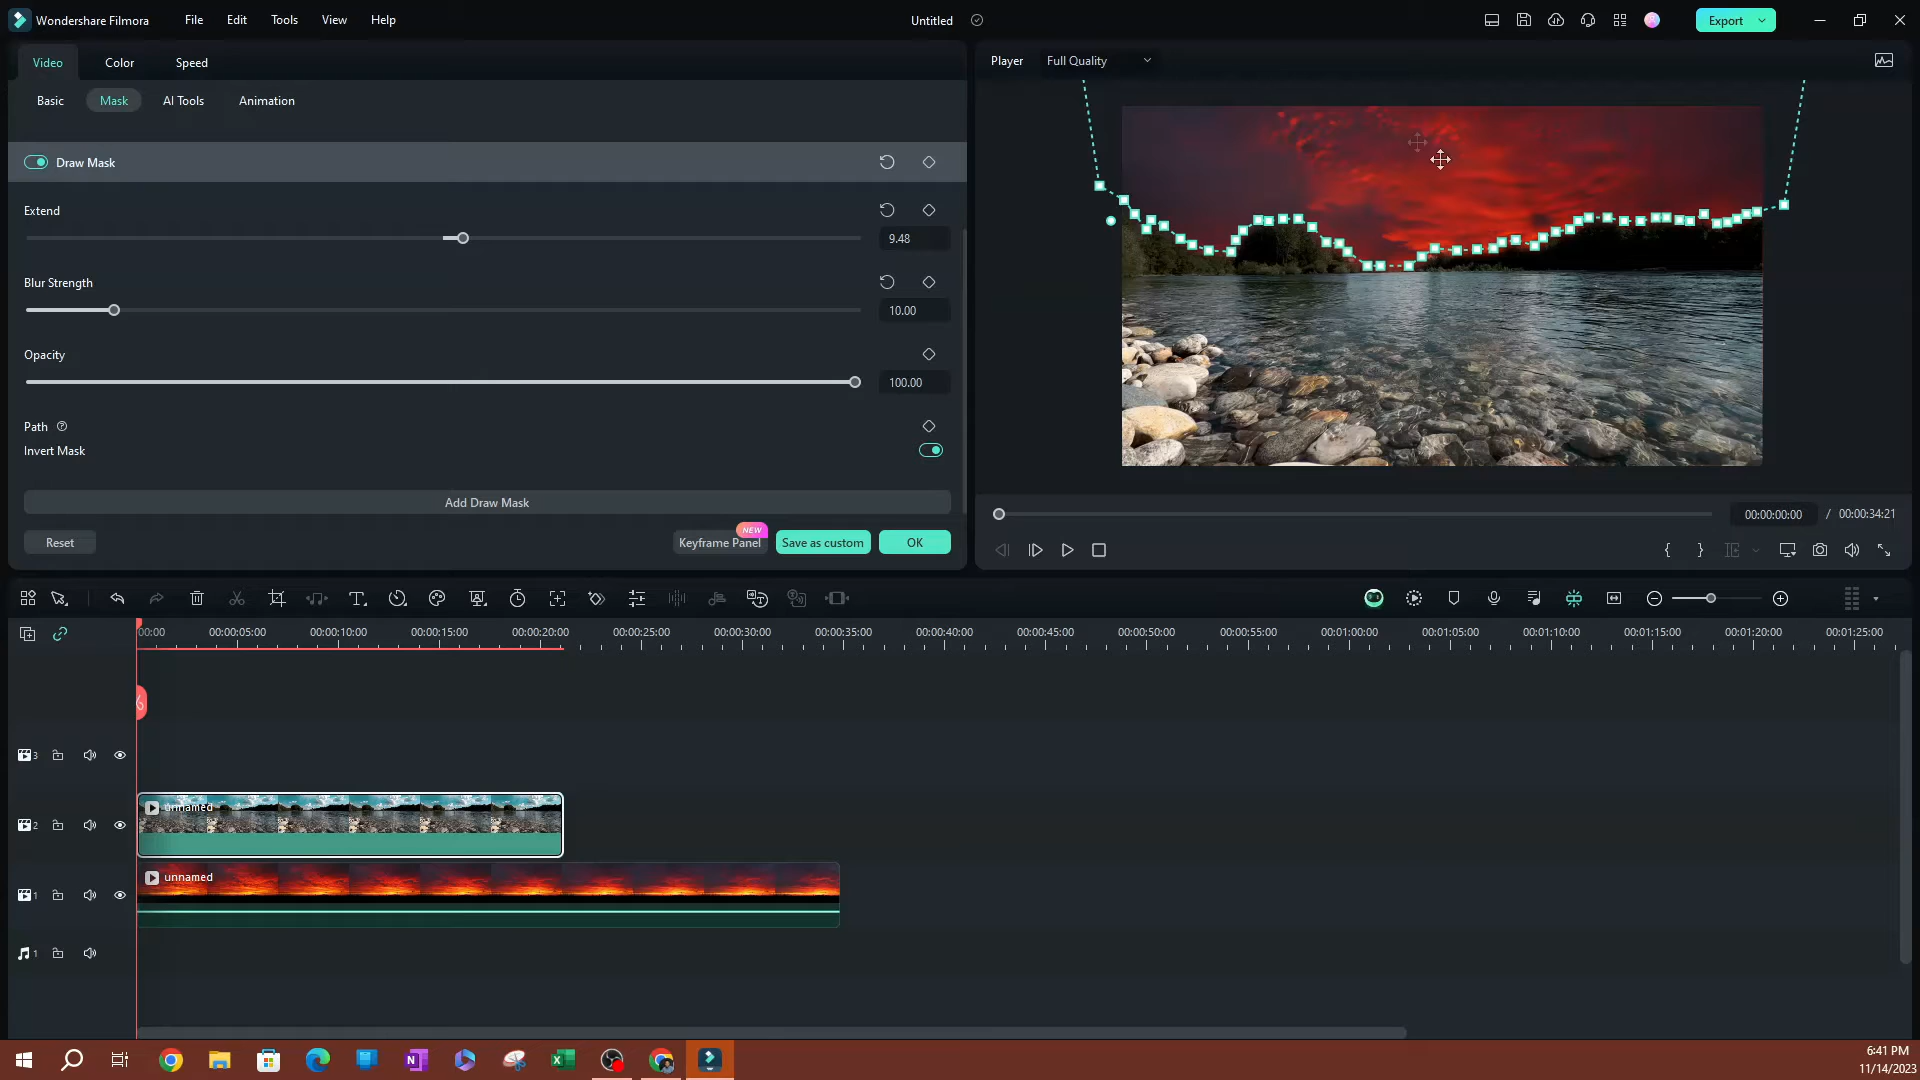 Wondershare Filmora File Edit Tools View Help Untitled Export
Video Color Speed
Player Full Quality
Basic Mask AI Tools Animation
Draw Mask
Extend
9.48
Blur Strength
10.00
Opacity
100.00
Path
Invert Mask
Add Draw Mask
00:00:00:00 / 00:00:34:21
NEW
Reset Keyframe Panel Save as custom OK
00:00 00:00:05:00 00:00:10:00 00:00:15:00 00:00:20:00 00:00:25:00 00:00:30:00 00:00:35:00 00:00:40:00 00:00:45:00 00:00:50:00 00:00:55:00 00:01:00:00 00:01:05:00 00:01:10:00 00:01:15:00 00:01:20:00 00:01:25:00
3
unnamed
2
unnamed
1
1
6:41 PM
11/14/2023